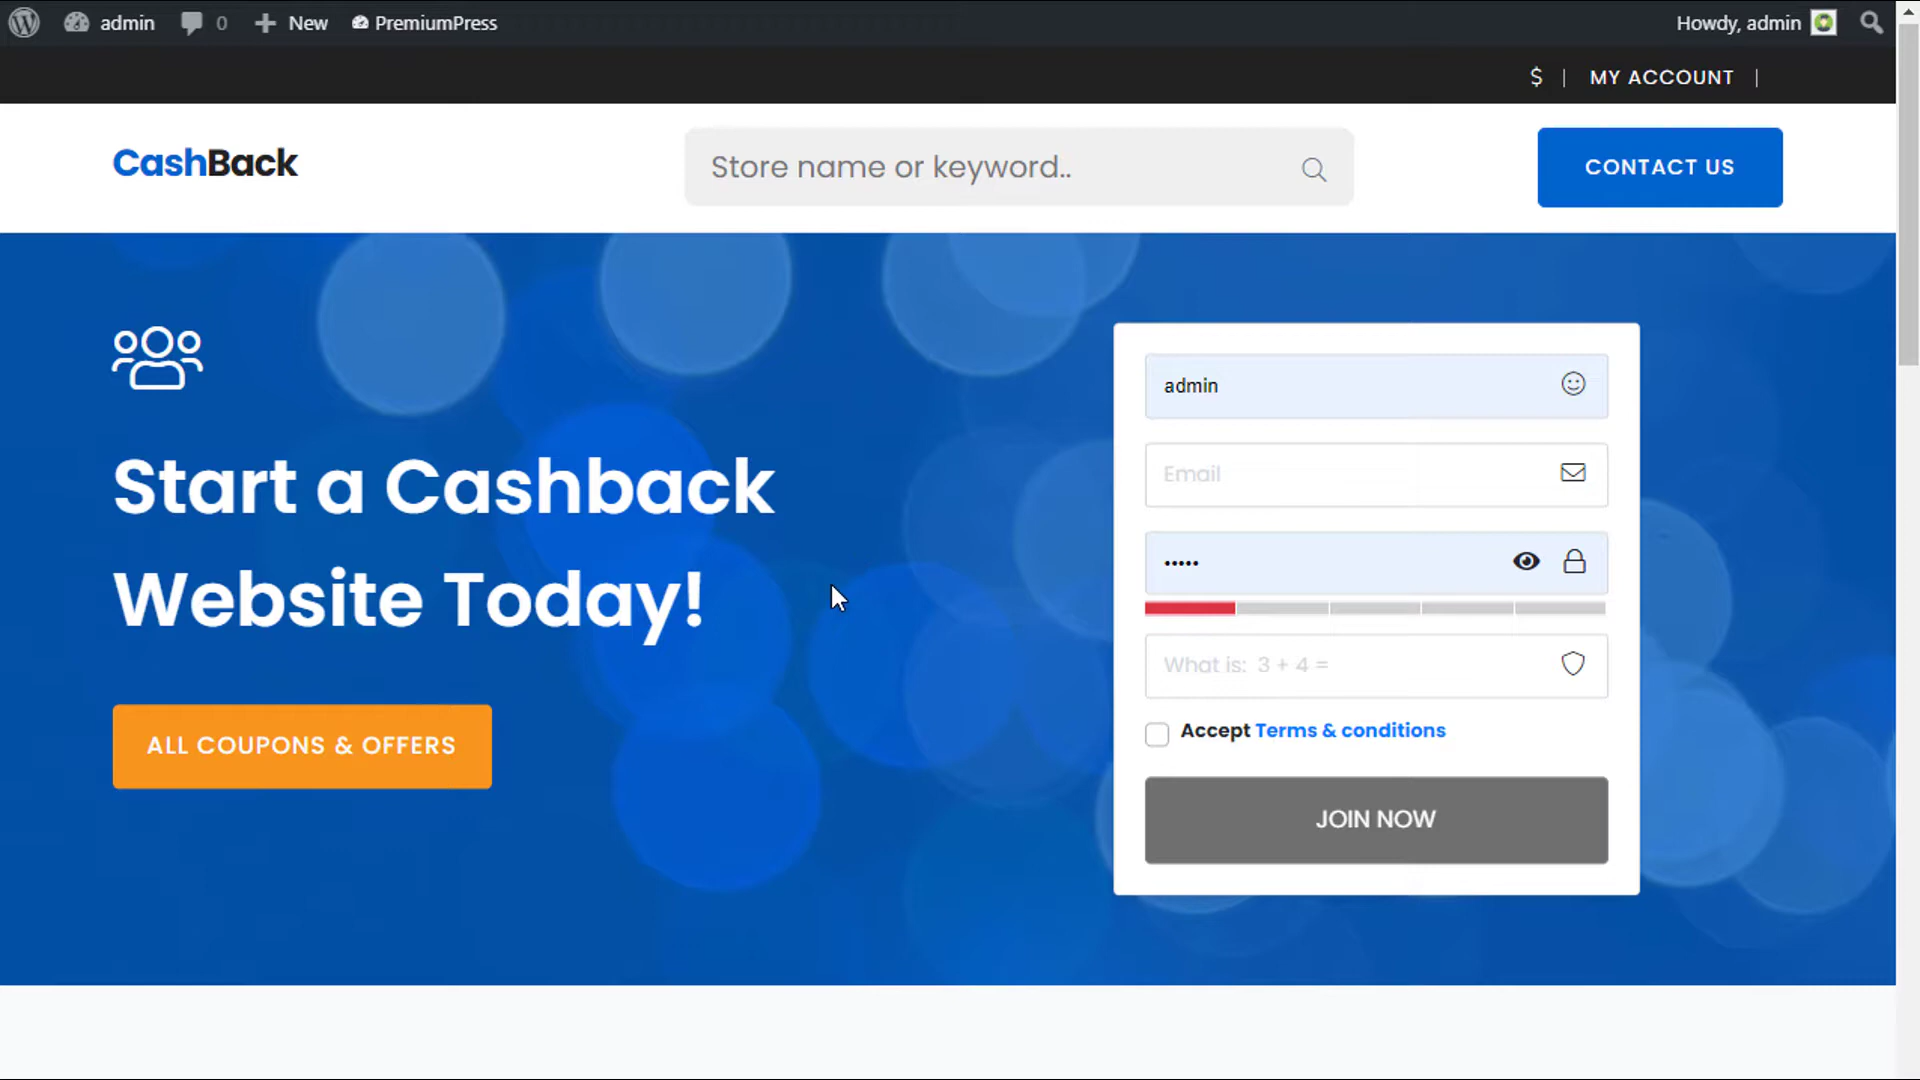 admin 0 New PremiumPress Howdy, admin
$ | MY ACCOUNT |
CashBack
Store name or keyword..
CONTACT US
Start a Cashback
Website Today!
ALL COUPONS & OFFERS
admin
Email
•••••
What is: 3 + 4 =
Accept Terms & conditions
JOIN NOW